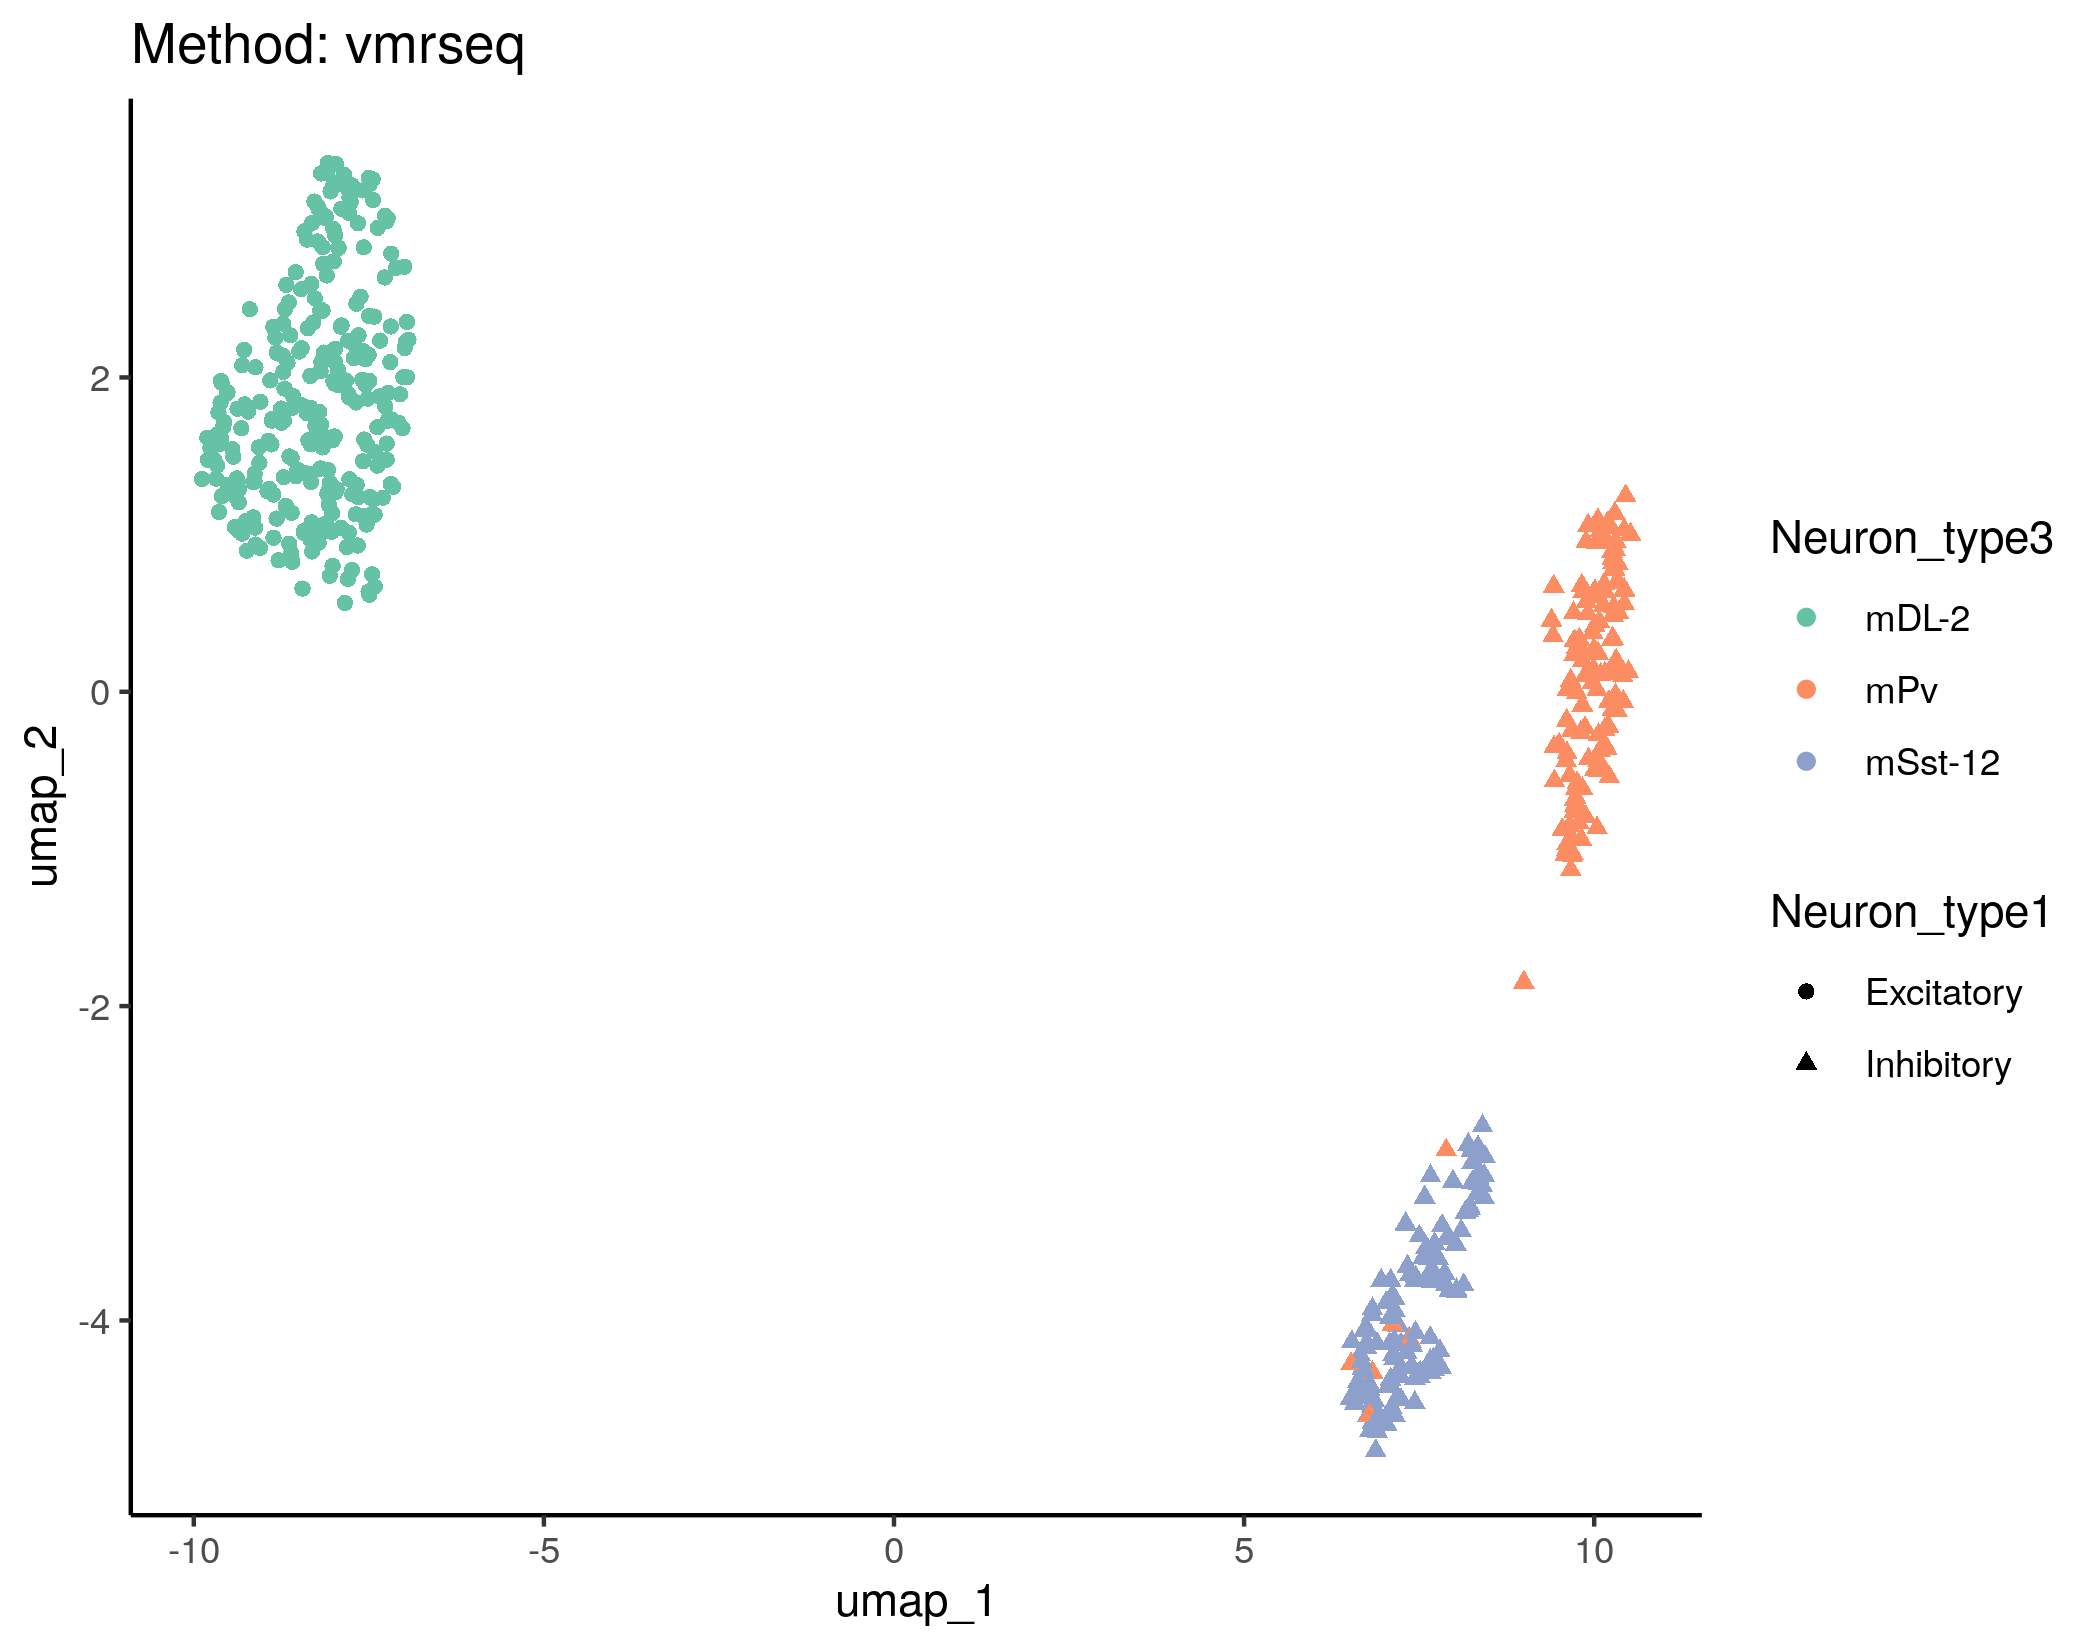 Method: vmrseq
umap_2
2
0
-2
-4
-10
-5
0
5
10
umap_1
Neuron_type3
mDL-2
mPv
mSst-12
Neuron_type1
Excitatory
Inhibitory